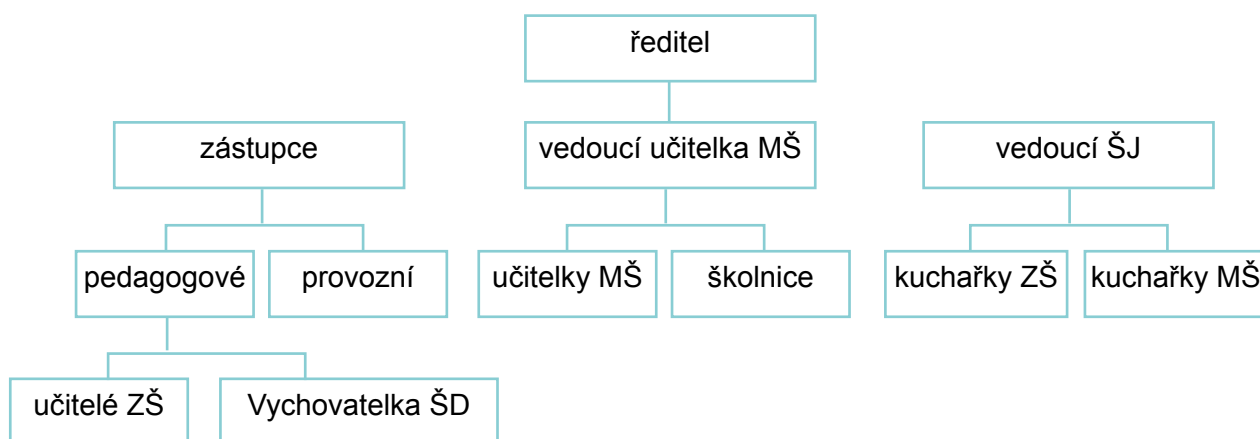 ředitel
zástupce
vedoucí učitelka MŠ
vedoucí ŠJ
pedagogové
provozní
učitelky MŠ
školnice
kuchařky ZŠ
kuchařky MŠ
učitelé ZŠ
Vychovatelka ŠD